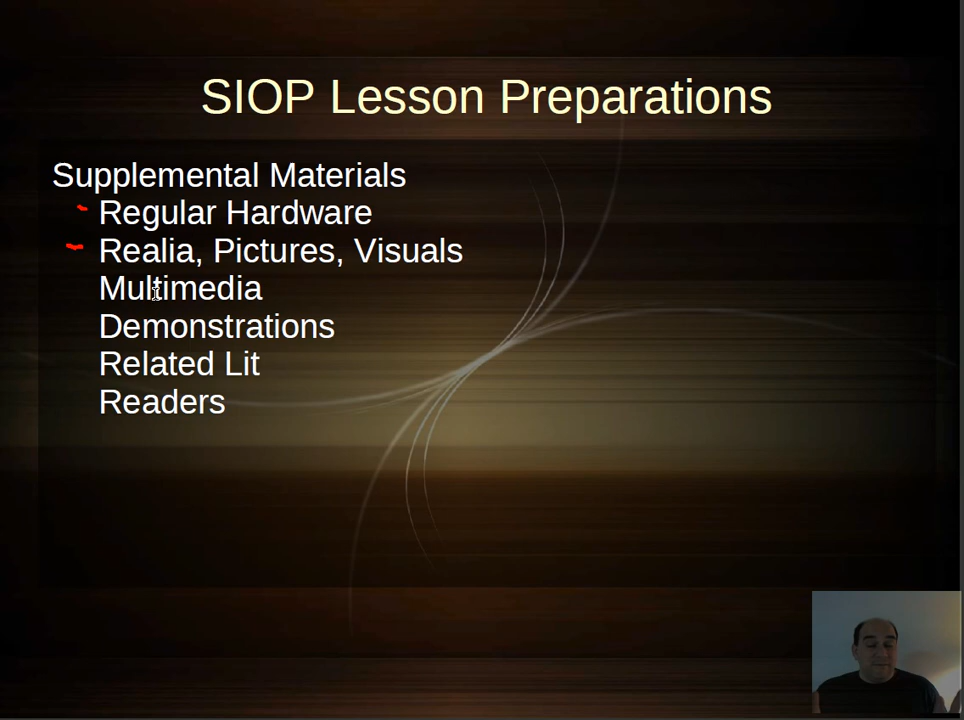 SIOP Lesson Preparations
Supplemental Materials
Regular Hardware
Realia, Pictures, Visuals
Multimedia
Demonstrations
Related Lit
Readers